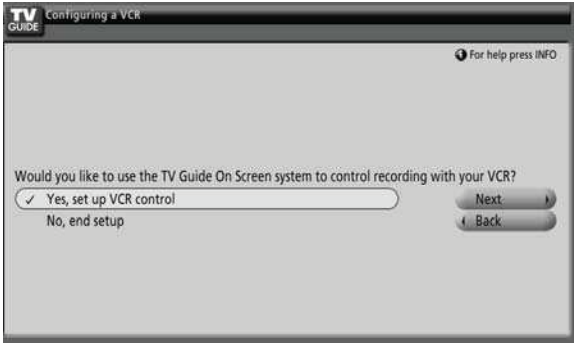 TV
GUIDE
Configuring a VCR
For help press INFO
Would you like to use the TV Guide On Screen system to control recording with your VCR?
✓ Yes, set up VCR control
Next
No, end setup
Back